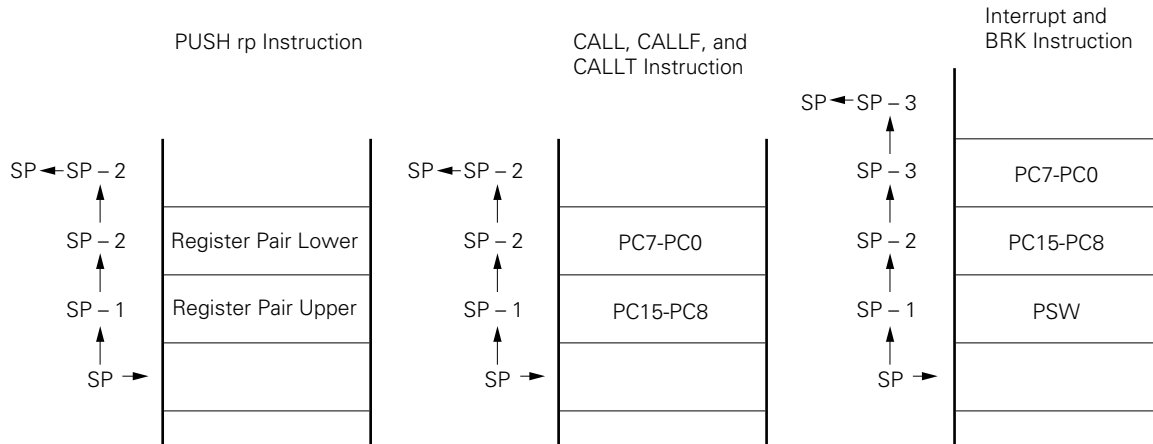 PUSH rp Instruction
SP ← SP – 2
SP – 2
Register Pair Lower
SP – 1
Register Pair Upper
SP →
CALL, CALLF, and
CALLT Instruction
SP ← SP – 2
SP – 2
PC7-PC0
SP – 1
PC15-PC8
SP →
Interrupt and
BRK Instruction
SP ← SP – 3
SP – 3
PC7-PC0
SP – 2
PC15-PC8
SP – 1
PSW
SP →